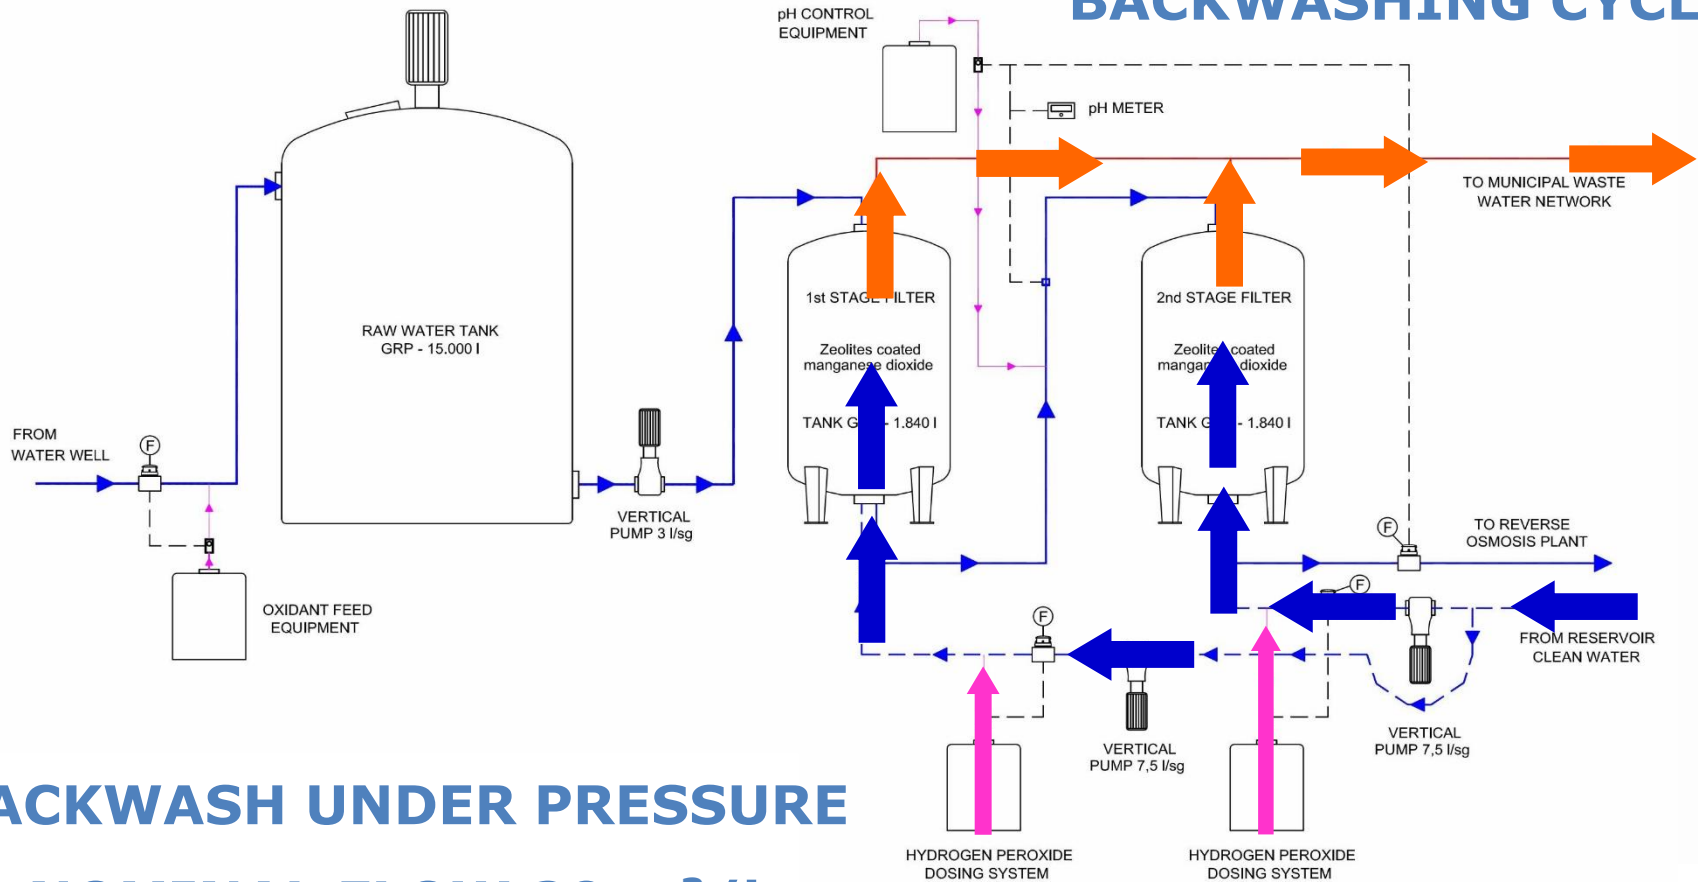 BACKWASHING CYCL
pH CONTROL
EQUIPMENT
pH METER
TO MUNICIPAL WASTE
WATER NETWORK
1st STAGE FILTER
2nd STAGE FILTER
RAW WATER TANK
GRP - 15.000 l
Zeolites coated
manganese dioxide
Zeolites coated
manganese dioxide
TANK G - 1.840 l
TANK G - 1.840 l
FROM
WATER WELL
F
VERTICAL
PUMP 3 l/sg
F
TO REVERSE
OSMOSIS PLANT
OXIDANT FEED
EQUIPMENT
F
F
FROM RESERVOIR
CLEAN WATER
VERTICAL
PUMP 7,5 l/sg
VERTICAL
PUMP 7,5 l/sg
ACKWASH UNDER PRESSURE
HYDROGEN PEROXIDE
DOSING SYSTEM
HYDROGEN PEROXIDE
DOSING SYSTEM